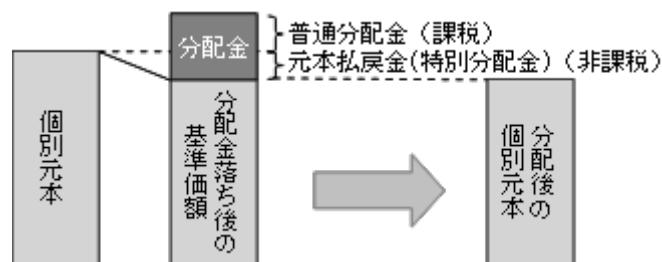 分配金
普通分配金（課税）
元本払戻金(特別分配金)（非課税）
個別元本
分配金落ち後の
基準価額
分配後の
個別元本